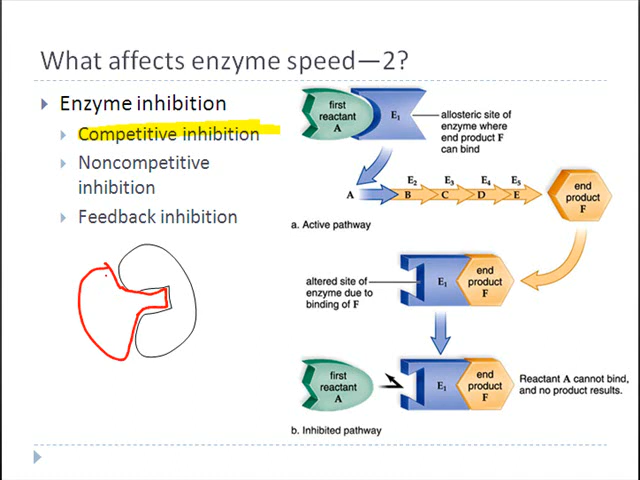 What affects enzyme speed—2?
Enzyme inhibition
Competitive inhibition
Noncompetitive
inhibition
Feedback inhibition
first
reactant
A
E1
allosteric site of
enzyme where
end product F
can bind
E2 E3 E4 E5
A B C D E
end
product
F
a. Active pathway
altered site of
enzyme due to
binding of F
E1
end
product
F
first
reactant
A
E1
end
product
F
Reactant A cannot bind,
and no product results.
b. Inhibited pathway